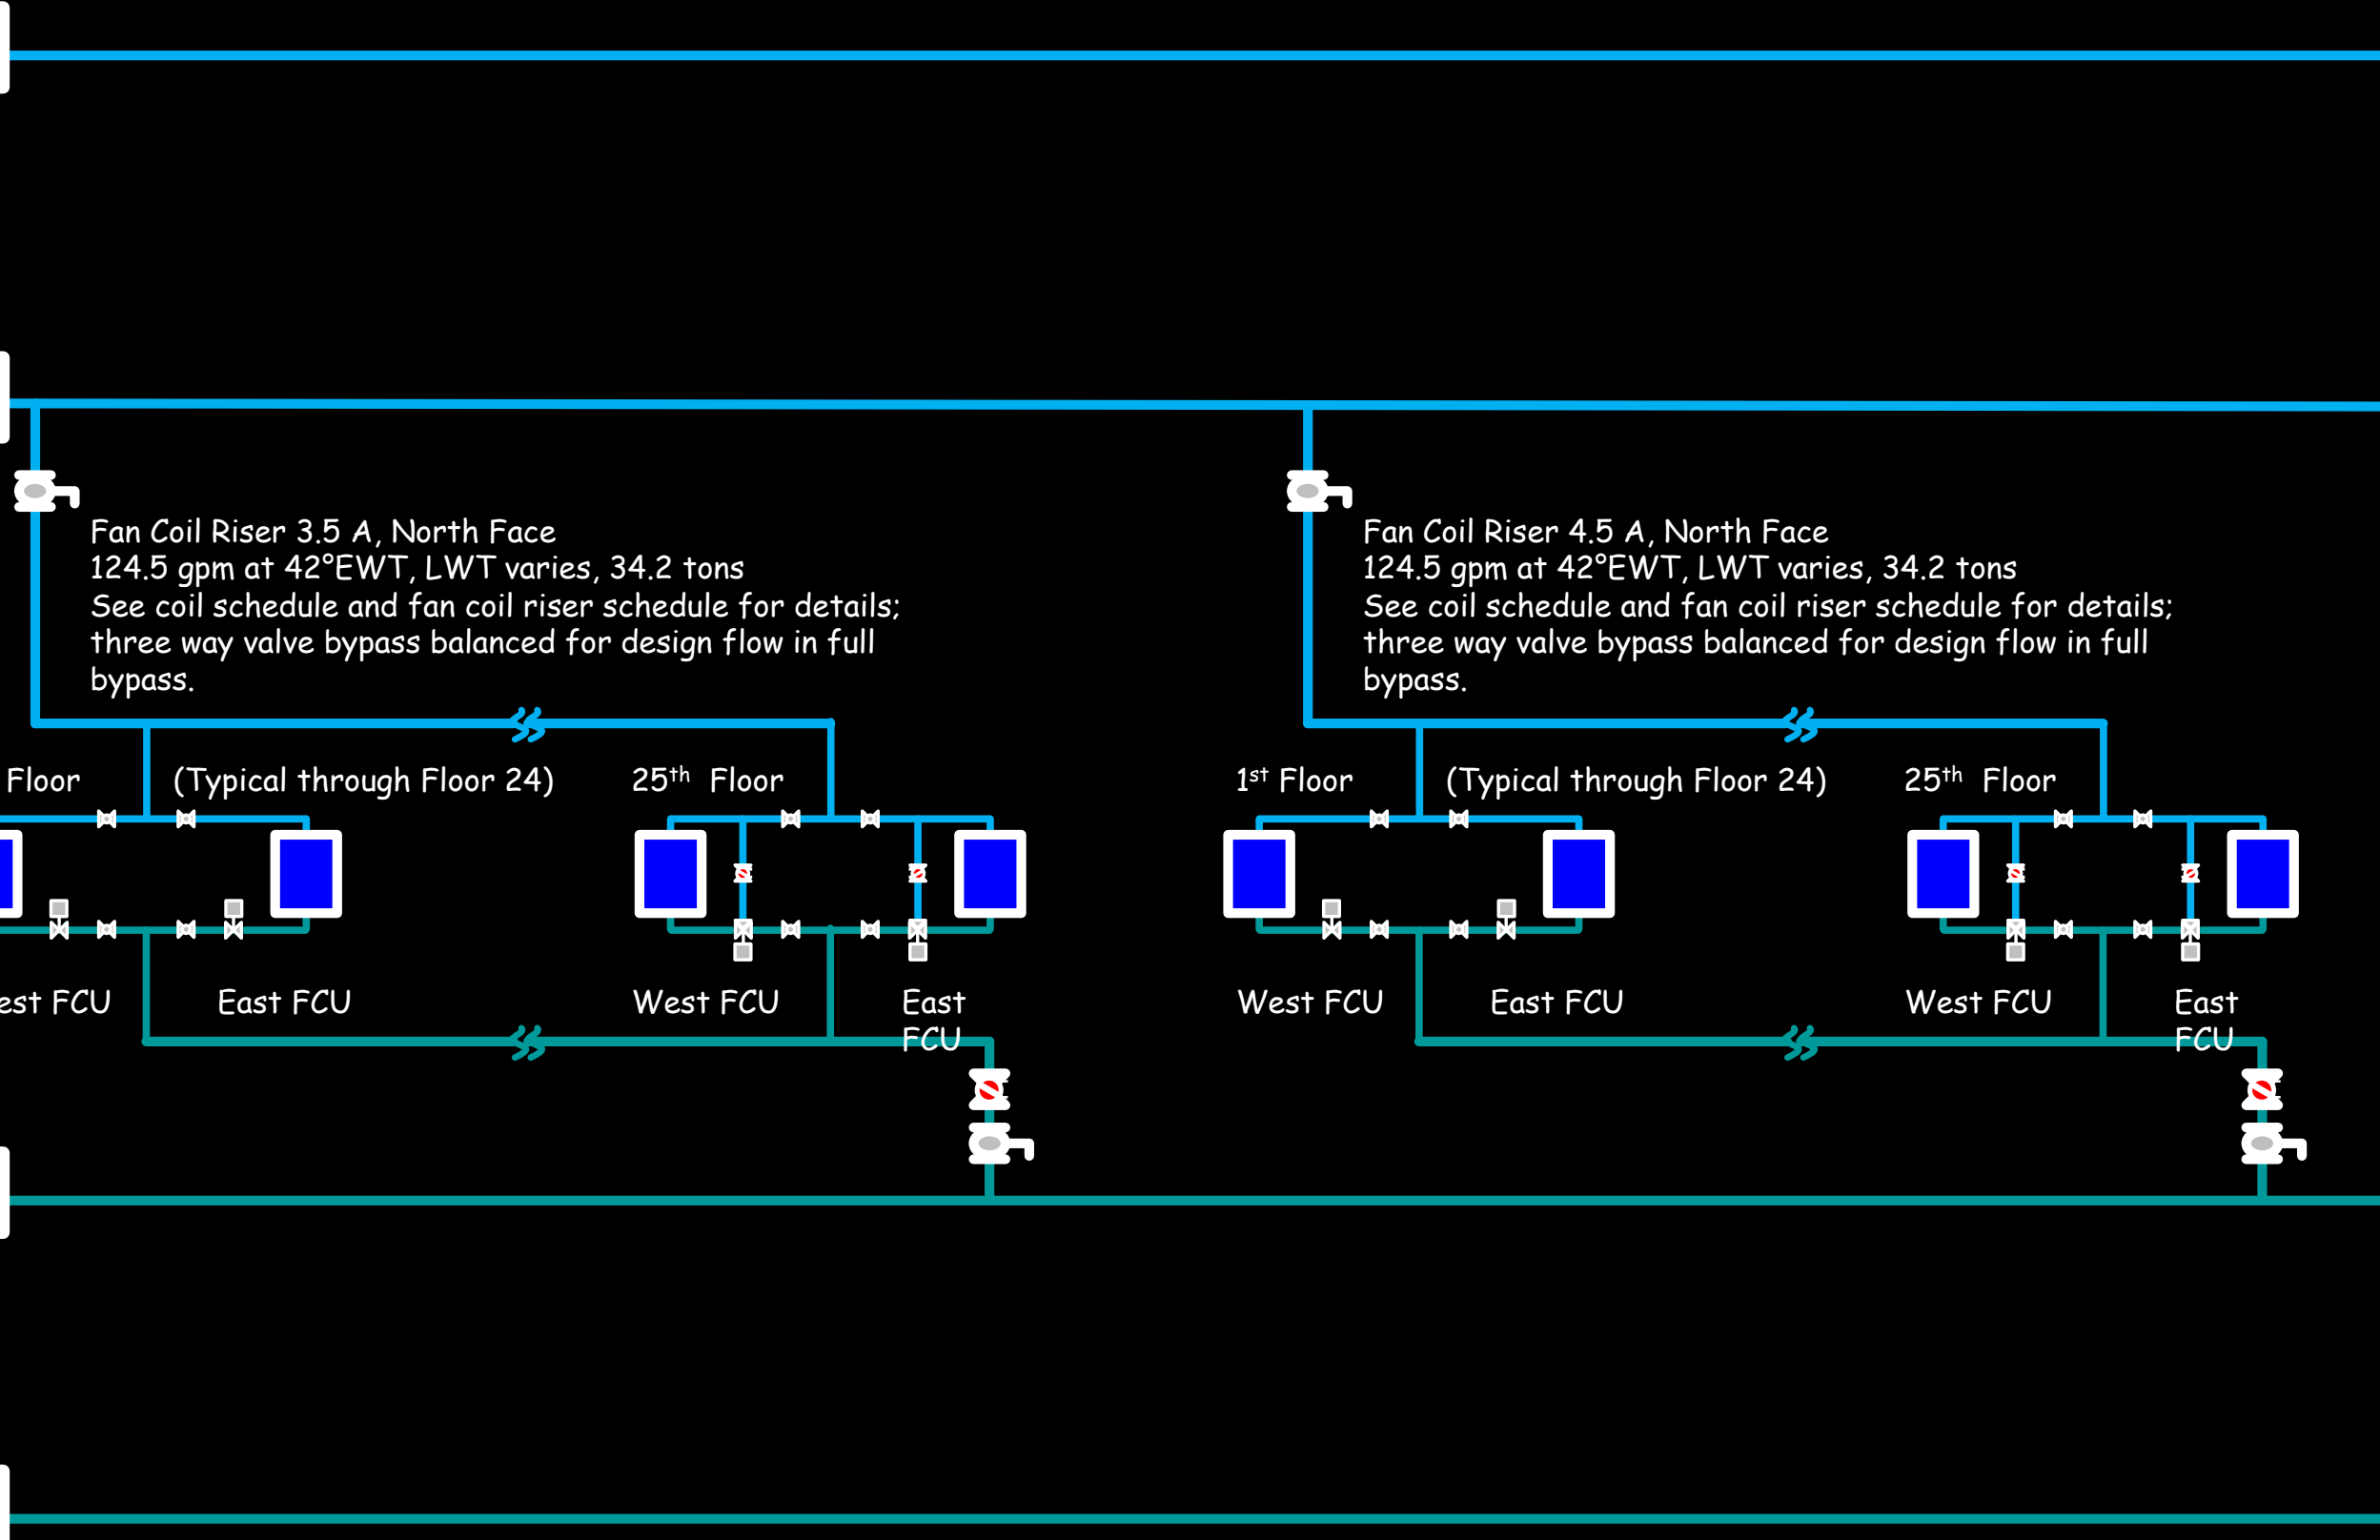 Fan Coil Riser 3.5 A, North Face
124.5 gpm at 42°EWT, LWT varies, 34.2 tons
See coil schedule and fan coil riser schedule for details;
three way valve bypass balanced for design flow in full
bypass.
Fan Coil Riser 4.5 A, North Face
124.5 gpm at 42°EWT, LWT varies, 34.2 tons
See coil schedule and fan coil riser schedule for details;
three way valve bypass balanced for design flow in full
bypass.
Floor
(Typical through Floor 24)
25th Floor
1st Floor
(Typical through Floor 24)
25th Floor
est FCU
East FCU
West FCU
East
FCU
West FCU
East FCU
West FCU
East
FCU